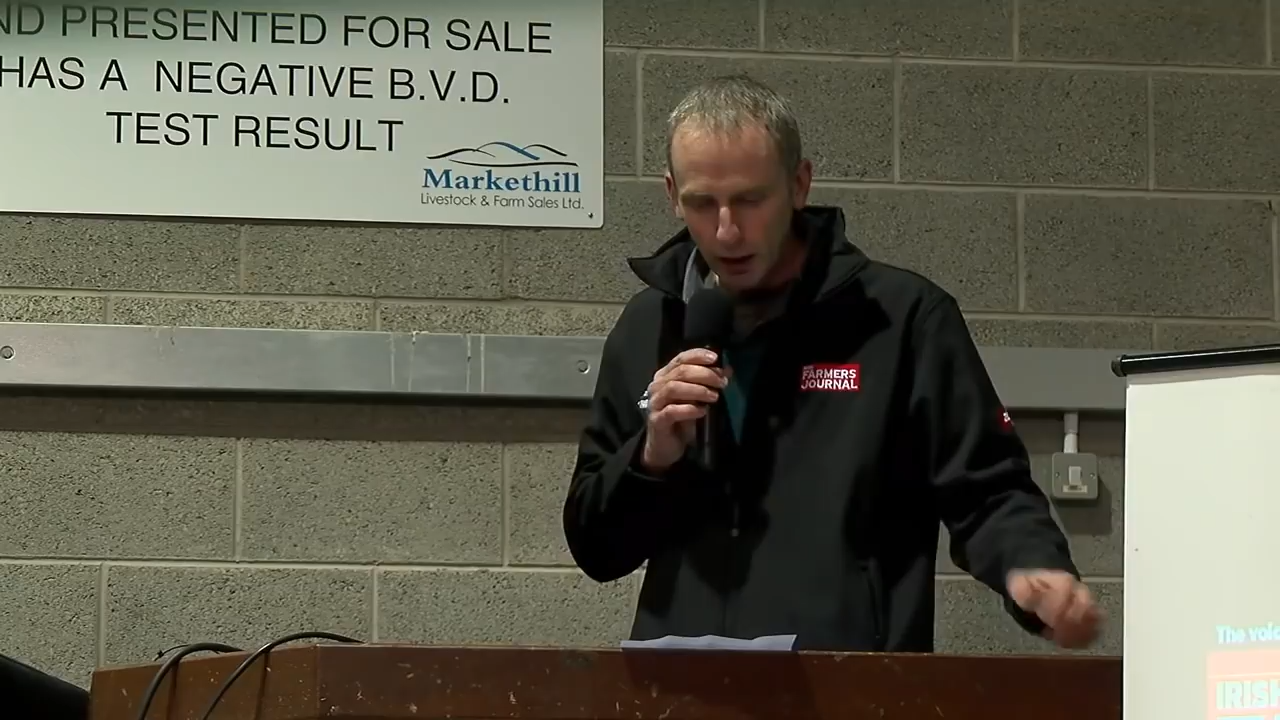 ND PRESENTED FOR SALE
HAS A NEGATIVE B.V.D.
TEST RESULT
Markethill
Livestock & Farm Sales Ltd.
FARMERS
JOURNAL
The voic
IRISH